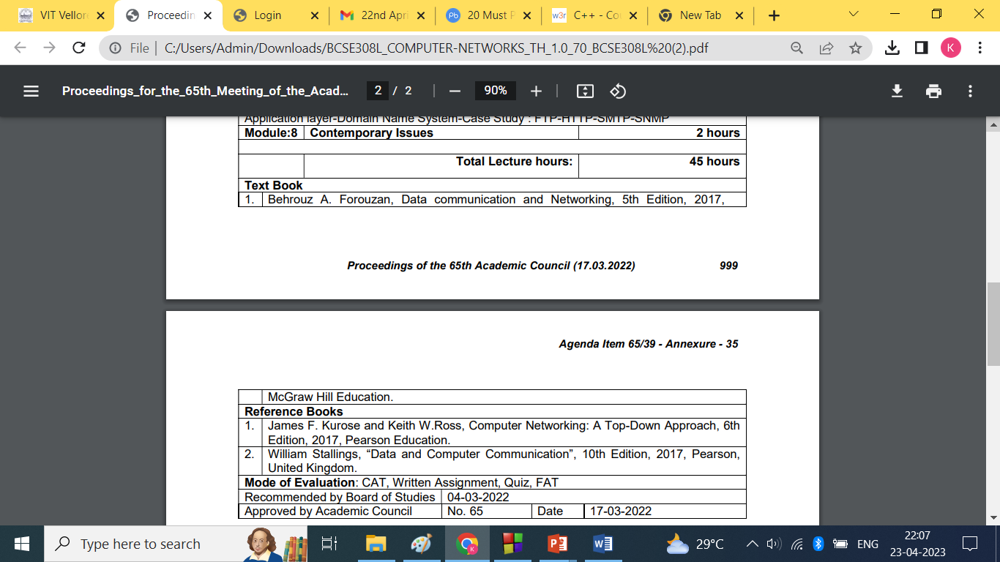 VIT Vellore
Proceedin
Login
22nd Apri
Pb
20 Must P
w3r
C++ - Co
New Tab
File | C:/Users/Admin/Downloads/BCSE308L_COMPUTER-NETWORKS_TH_1.0_70_BCSE308L%20(2).pdf
K
Proceedings_for_the_65th_Meeting_of_the_Acad...
2 / 2
90%
Application layer-Domain Name System-Case Study : FTP-HTTP-SMTP-SNMP
Module:8 Contemporary Issues 2 hours
Total Lecture hours: 45 hours
Text Book
1. Behrouz A. Forouzan, Data communication and Networking, 5th Edition, 2017,
Proceedings of the 65th Academic Council (17.03.2022) 999
Agenda Item 65/39 - Annexure - 35
McGraw Hill Education.
Reference Books
1. James F. Kurose and Keith W.Ross, Computer Networking: A Top-Down Approach, 6th
Edition, 2017, Pearson Education.
2. William Stallings, “Data and Computer Communication”, 10th Edition, 2017, Pearson,
United Kingdom.
Mode of Evaluation: CAT, Written Assignment, Quiz, FAT
Recommended by Board of Studies 04-03-2022
Approved by Academic Council No. 65 Date 17-03-2022
Type here to search
29°C
ENG
22:07
23-04-2023